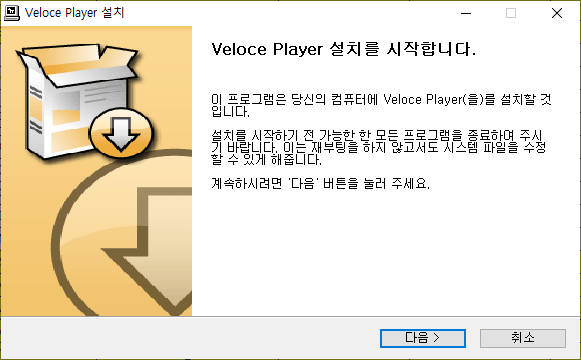 Veloce Player 설치
Veloce Player 설치를 시작합니다.
이 프로그램은 당신의 컴퓨터에 Veloce Player(을)를 설치할 것
입니다.
설치를 시작하기 전 가능한 한 모든 프로그램을 종료하여 주시
기 바랍니다. 이는 재부팅을 하지 않고서도 시스템 파일을 수정
할 수 있게 해줍니다.
계속하시려면 '다음' 버튼을 눌러 주세요.
다음 >
취소